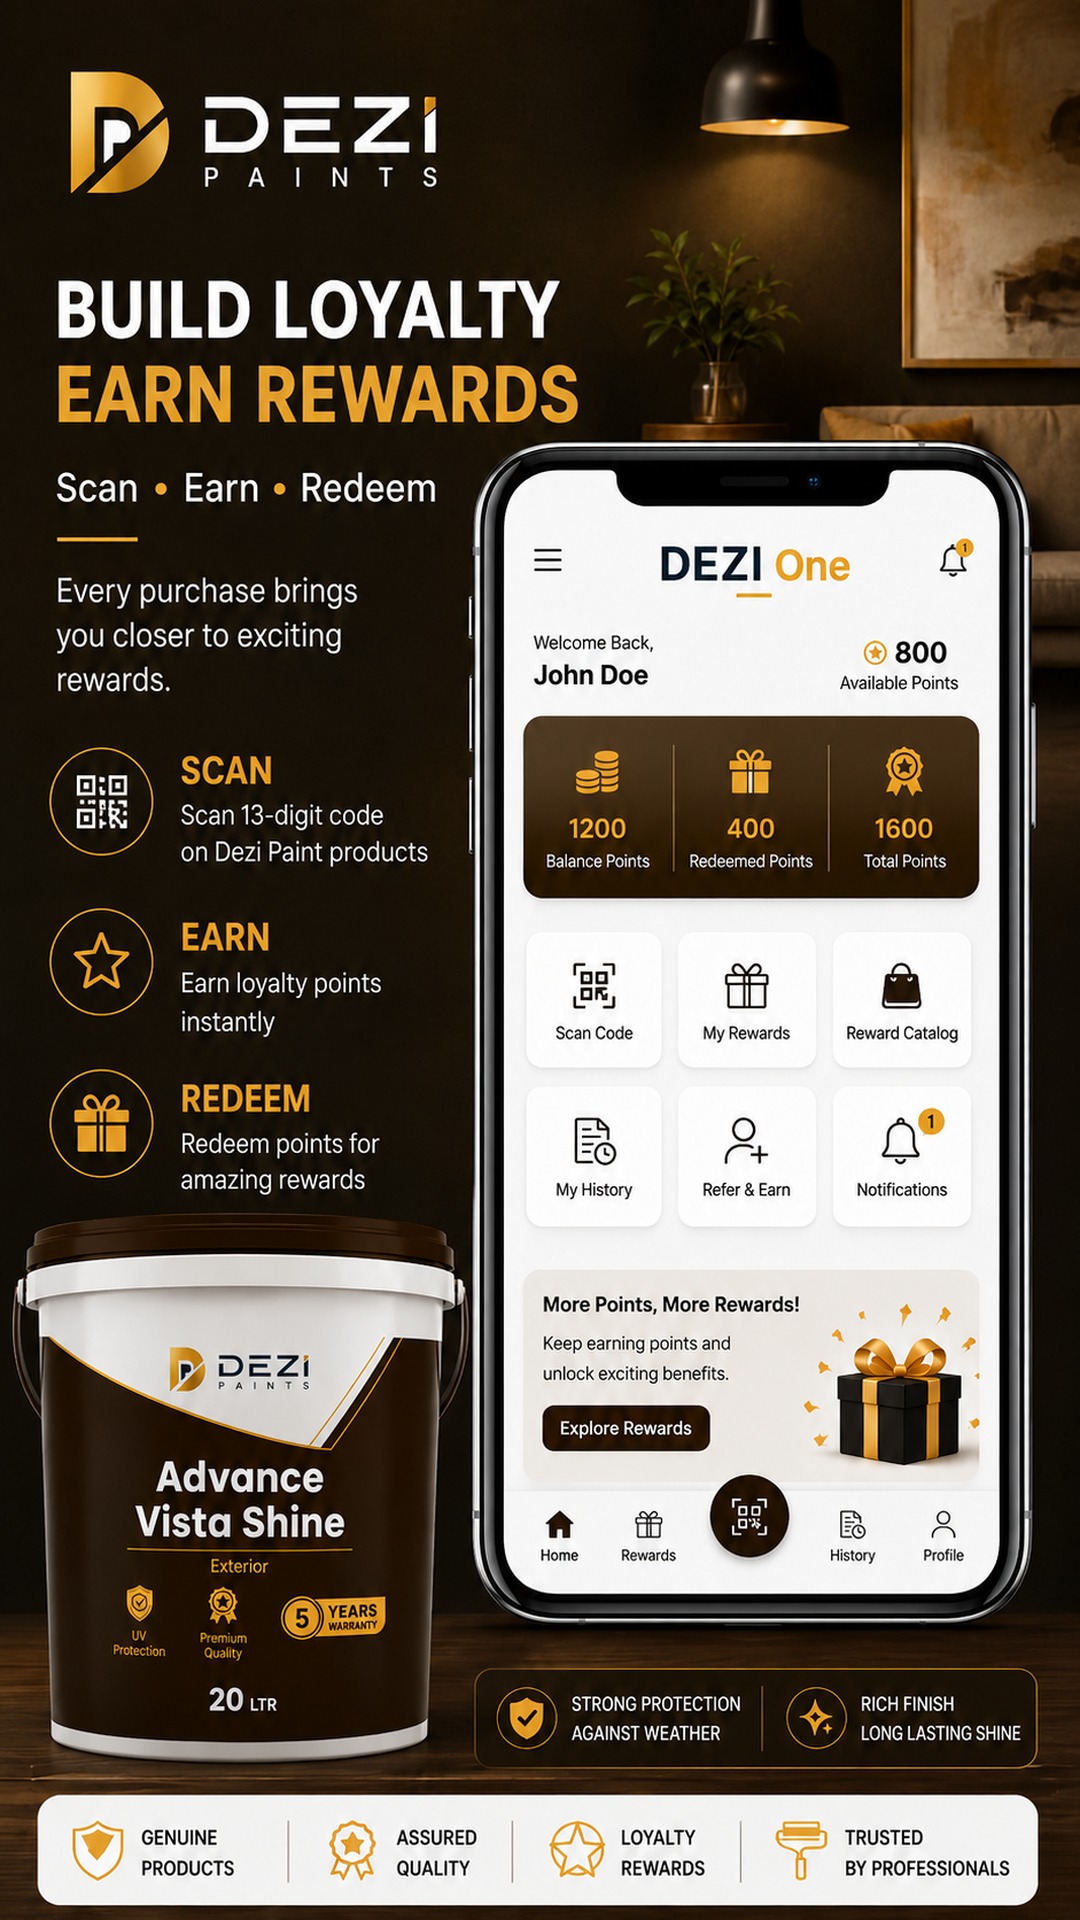 DEZI
PAINTS
BUILD LOYALTY
EARN REWARDS
Scan • Earn • Redeem
Every purchase brings
you closer to exciting
rewards.
SCAN
Scan 13-digit code
on Dezi Paint products
EARN
Earn loyalty points
instantly
REDEEM
Redeem points for
amazing rewards
DEZI One
1
Welcome Back,
John Doe
800
Available Points
1200
Balance Points
400
Redeemed Points
1600
Total Points
Scan Code
My Rewards
Reward Catalog
My History
Refer & Earn
1
Notifications
More Points, More Rewards!
Keep earning points and
unlock exciting benefits.
Explore Rewards
Home
Rewards
History
Profile
DEZI
PAINTS
Advance
Vista Shine
Exterior
UV
Protection
Premium
Quality
5 YEARS
WARRANTY
20 LTR
STRONG PROTECTION
AGAINST WEATHER
RICH FINISH
LONG LASTING SHINE
GENUINE
PRODUCTS
ASSURED
QUALITY
LOYALTY
REWARDS
TRUSTED
BY PROFESSIONALS